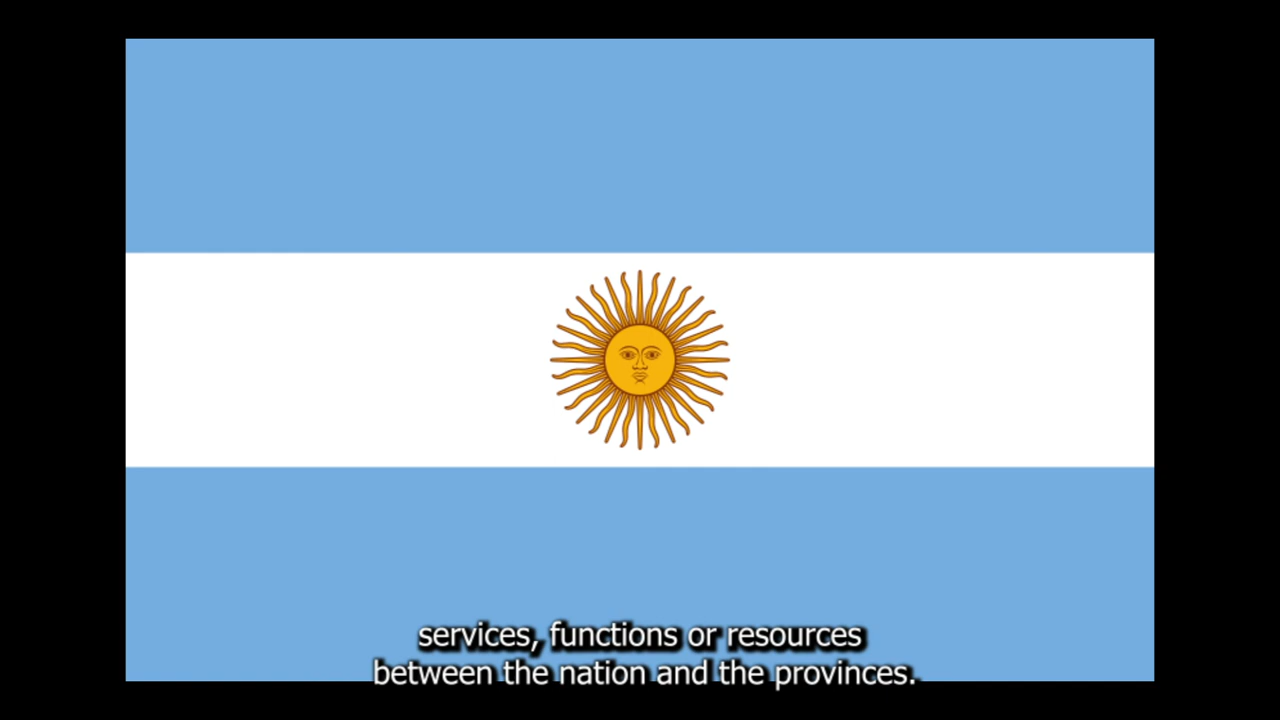 services, functions or resources
between the nation and the provinces.